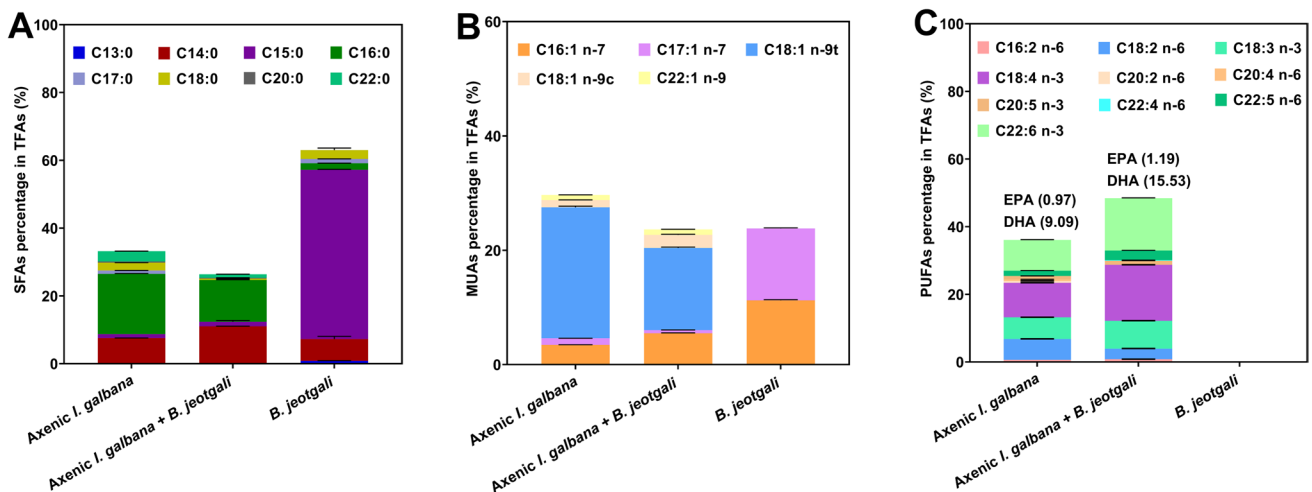 A
SFAs percentage in TFAs (%)
100
80
60
40
20
0
C13:0 C14:0 C15:0 C16:0
C17:0 C18:0 C20:0 C22:0
Axenic I. galbana
Axenic I. galbana + B. jeotgali
B. jeotgali
B
MUAs percentage in TFAs (%)
60
40
20
0
C16:1 n-7 C17:1 n-7 C18:1 n-9t
C18:1 n-9c C22:1 n-9
Axenic I. galbana
Axenic I. galbana + B. jeotgali
B. jeotgali
C
PUFAs percentage in TFAs (%)
100
80
60
40
20
0
C16:2 n-6 C18:2 n-6 C18:3 n-3
C18:4 n-3 C20:2 n-6 C20:4 n-6
C20:5 n-3 C22:4 n-6 C22:5 n-6
C22:6 n-3
EPA (0.97)
DHA (9.09)
EPA (1.19)
DHA (15.53)
Axenic I. galbana
Axenic I. galbana + B. jeotgali
B. jeotgali